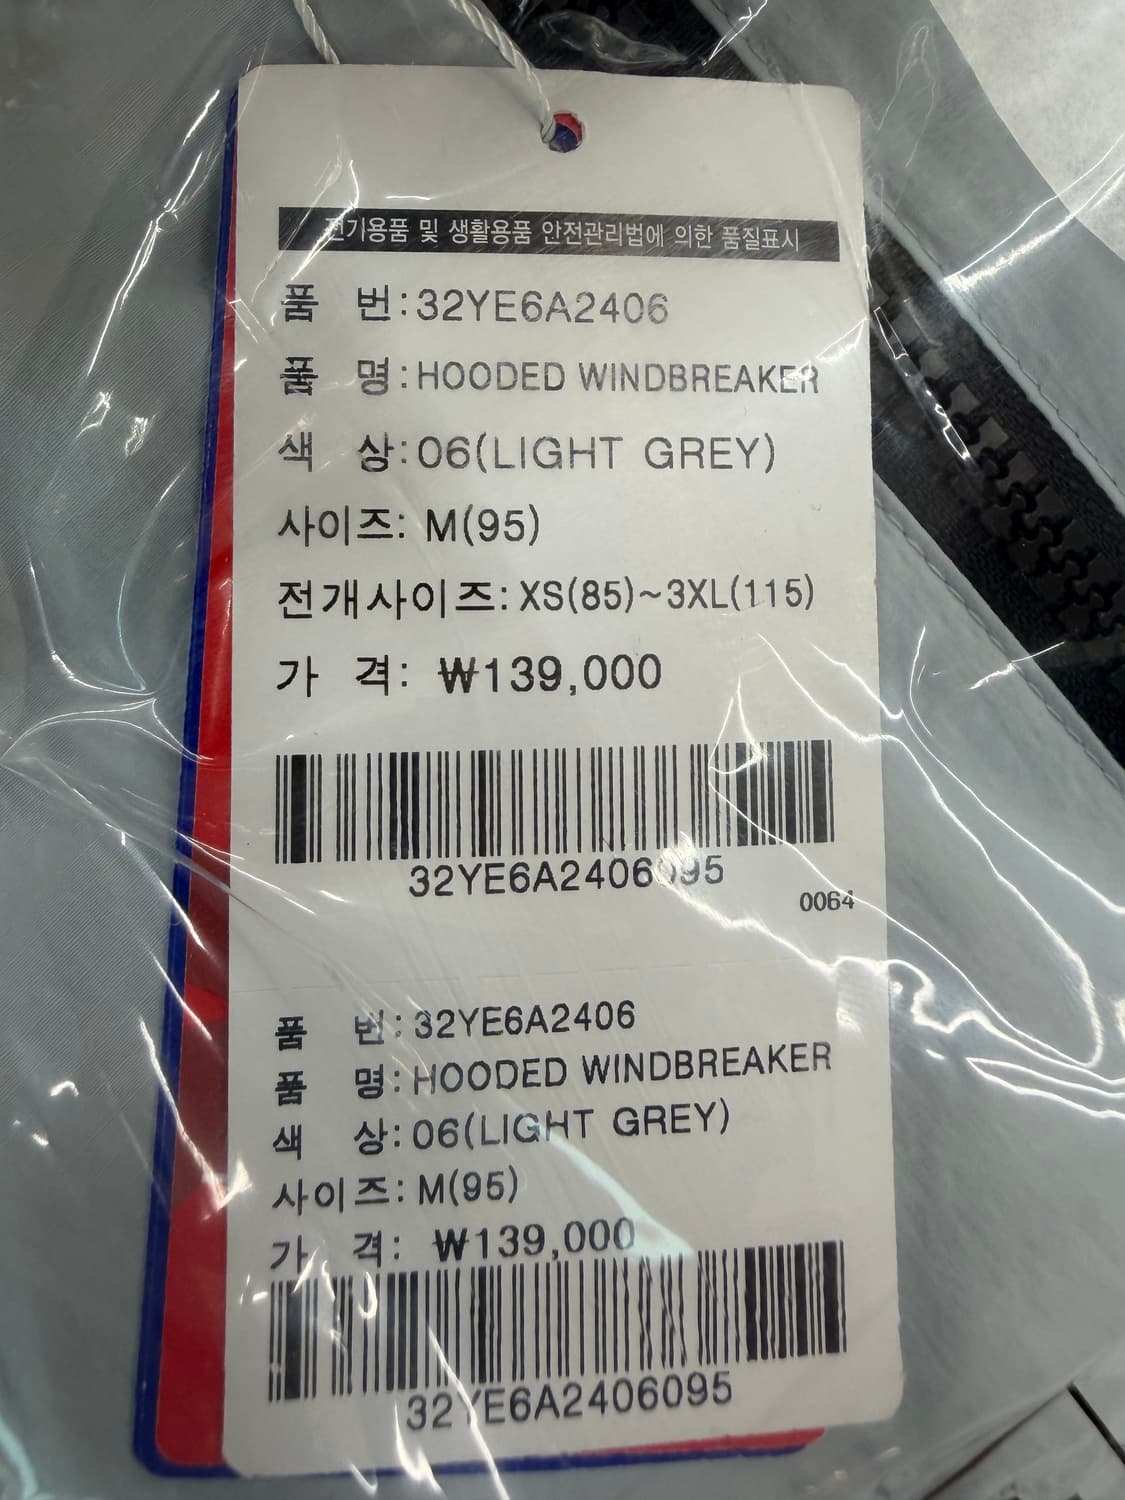 전기용품 및 생활용품 안전관리법에 의한 품질표시
품 번:32YE6A2406
품 명:HOODED WINDBREAKER
색 상:06(LIGHT GREY)
사이즈: M(95)
전개사이즈: XS(85)~3XL(115)
가 격: ₩139,000
32YE6A2406095
0064
품 번:32YE6A2406
품 명:HOODED WINDBREAKER
색 상:06(LIGHT GREY)
사이즈: M(95)
가 격: ₩139,000
32YE6A2406095